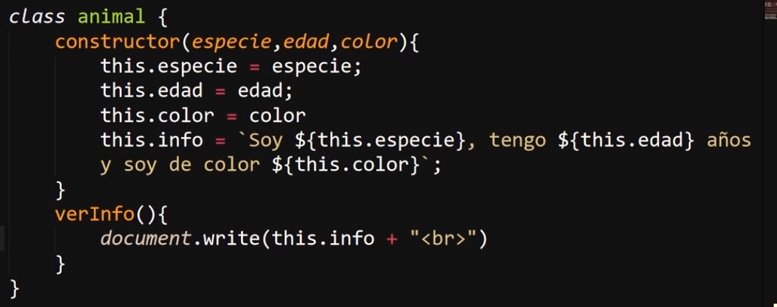 class animal {
    constructor(especie,edad,color){
        this.especie = especie;
        this.edad = edad;
        this.color = color
        this.info = `Soy ${this.especie}, tengo ${this.edad} años
        y soy de color ${this.color}`;
    }
    verInfo(){
        document.write(this.info + "<br>")
    }
}